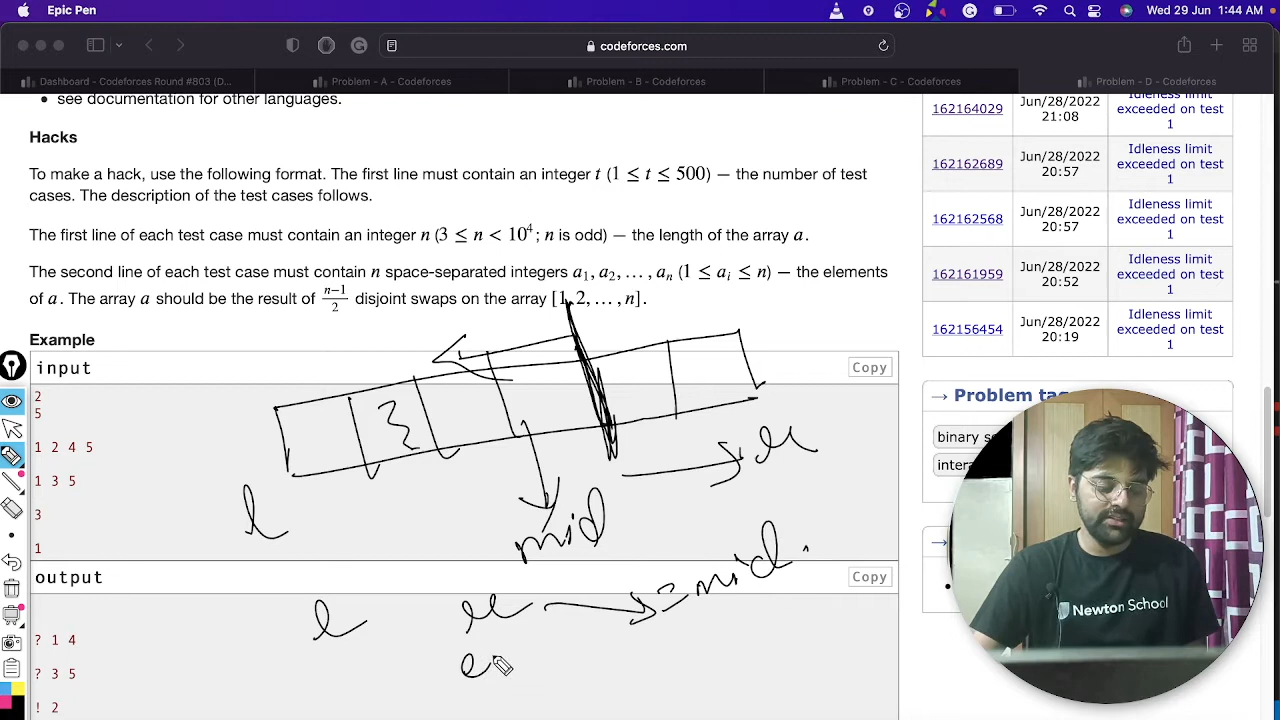 Epic Pen
Wed 29 Jun 1:44 AM
codeforces.com
Dashboard - Codeforces Round #803 (D...
Problem - A - Codeforces
Problem - B - Codeforces
Problem - C - Codeforces
Problem - D - Codeforces
see documentation for other languages.
Hacks
To make a hack, use the following format. The first line must contain an integer t (1 ≤ t ≤ 500) — the number of test
cases. The description of the test cases follows.
The first line of each test case must contain an integer n (3 ≤ n < 10⁴; n is odd) — the length of the array a.
The second line of each test case must contain n space-separated integers a₁, a₂, …, aₙ (1 ≤ aᵢ ≤ n) — the elements
of a. The array a should be the result of (n−1)/2 disjoint swaps on the array [1, 2, …, n].
Example
input
Copy
2
5
1 2 4 5
1 3 5
3
1
output
Copy
? 1 4
? 3 5
! 2
l
mid
l
= mid.
162164029
Jun/28/2022
21:08
Idleness limit
exceeded on test
1
162162689
Jun/28/2022
20:57
Idleness limit
exceeded on test
1
162162568
Jun/28/2022
20:57
Idleness limit
exceeded on test
1
162161959
Jun/28/2022
20:52
Idleness limit
exceeded on test
1
162156454
Jun/28/2022
20:19
Idleness limit
exceeded on test
1
→ Problem
binary
Newton School